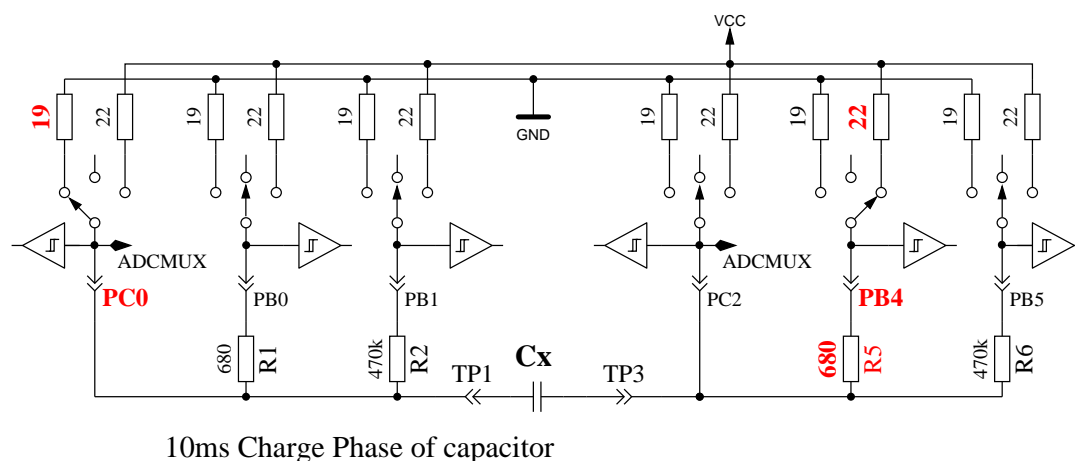 VCC
19 22 19 22 19 22 19 22 19 22 19 22
GND
ADCMUX ADCMUX
PC0 PB0 PB1 PC2 PB4 PB5
680 R1 470k R2 680 R5 470k R6
TP1 Cx TP3
10ms Charge Phase of capacitor